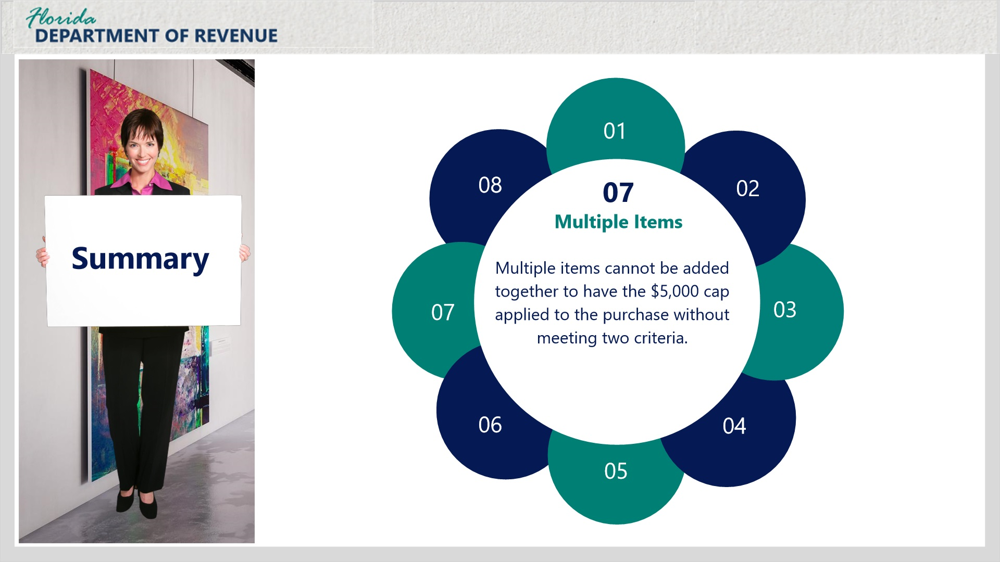 Florida
DEPARTMENT OF REVENUE
Summary
01
02
03
04
05
06
07
08
07
Multiple Items
Multiple items cannot be added
together to have the $5,000 cap
applied to the purchase without
meeting two criteria.